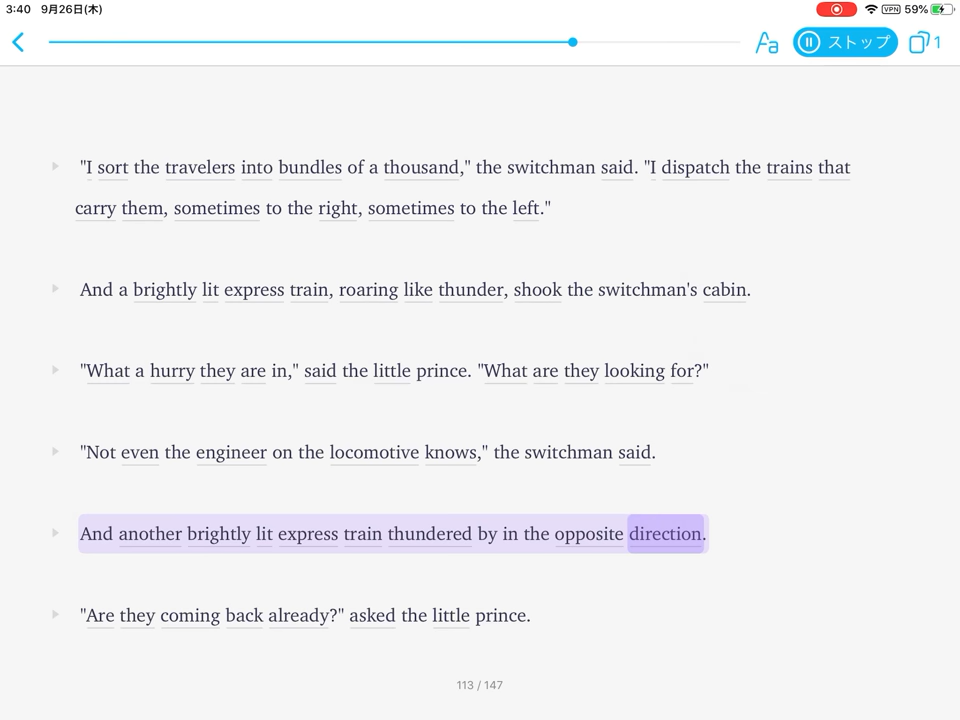 3:40 9月26日(木)
VPN 59%
ストップ
1
"I sort the travelers into bundles of a thousand," the switchman said. "I dispatch the trains that
carry them, sometimes to the right, sometimes to the left."
And a brightly lit express train, roaring like thunder, shook the switchman's cabin.
"What a hurry they are in," said the little prince. "What are they looking for?"
"Not even the engineer on the locomotive knows," the switchman said.
And another brightly lit express train thundered by in the opposite direction.
"Are they coming back already?" asked the little prince.
113 / 147